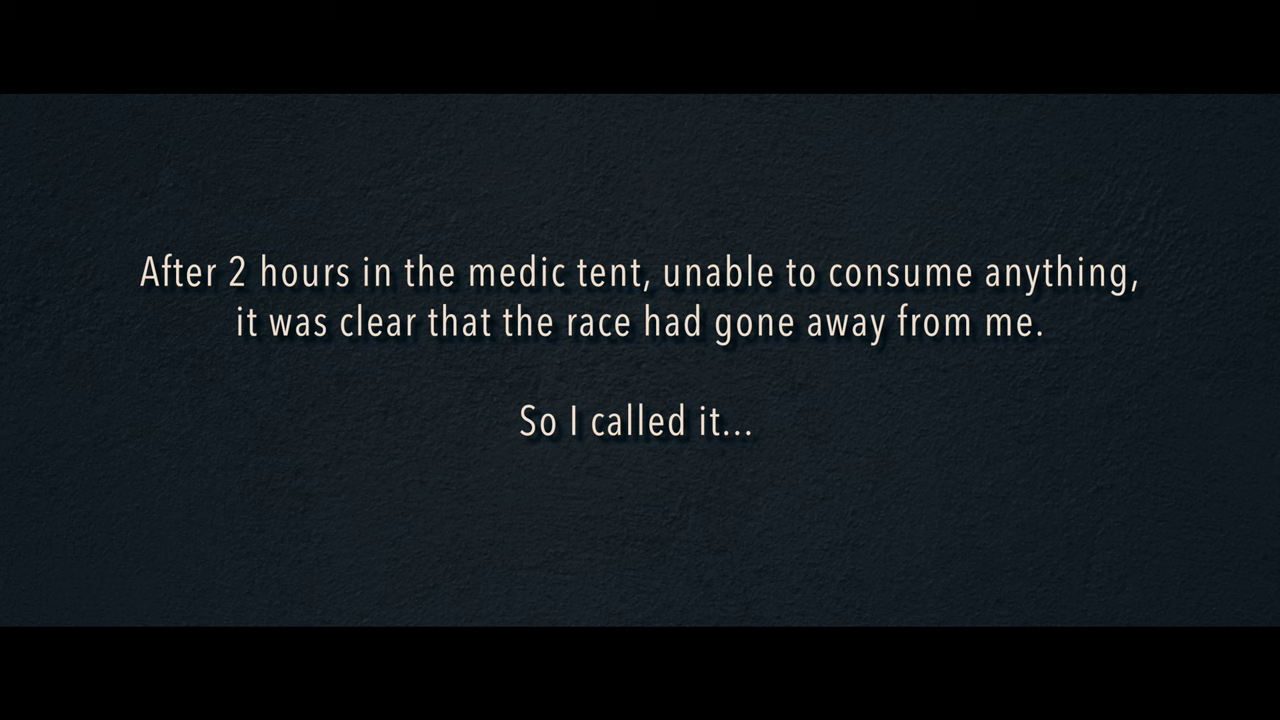 After 2 hours in the medic tent, unable to consume anything,
it was clear that the race had gone away from me.
So I called it...